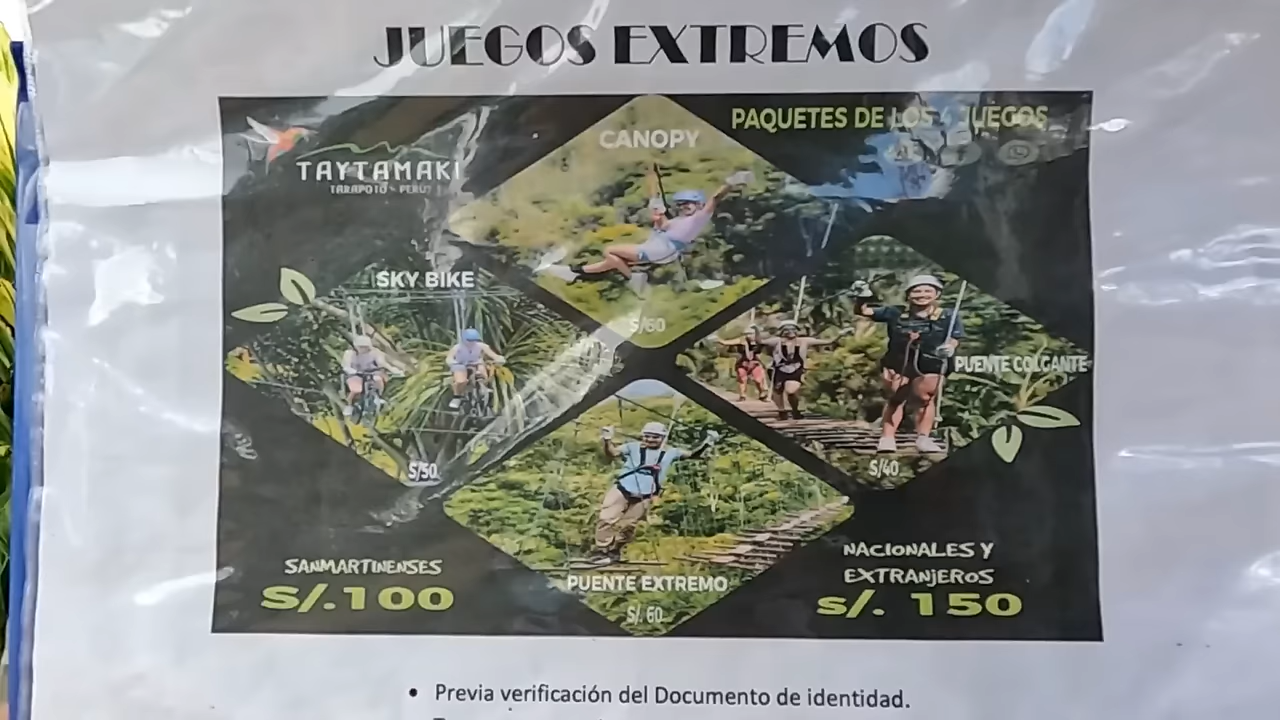 JUEGOS EXTREMOS
PAQUETES DE LOS 4 JUEGOS
CANOPY
TAYTAMAKI
TARAPOTO - PERÚ
SKY BIKE
S/60
PUENTE COLGANTE
S/50
S/40
SANMARTINENSES
S/.100
PUENTE EXTREMO
S/. 60
NACIONALES Y
EXTRANJEROS
S/. 150
• Previa verificación del Documento de identidad.